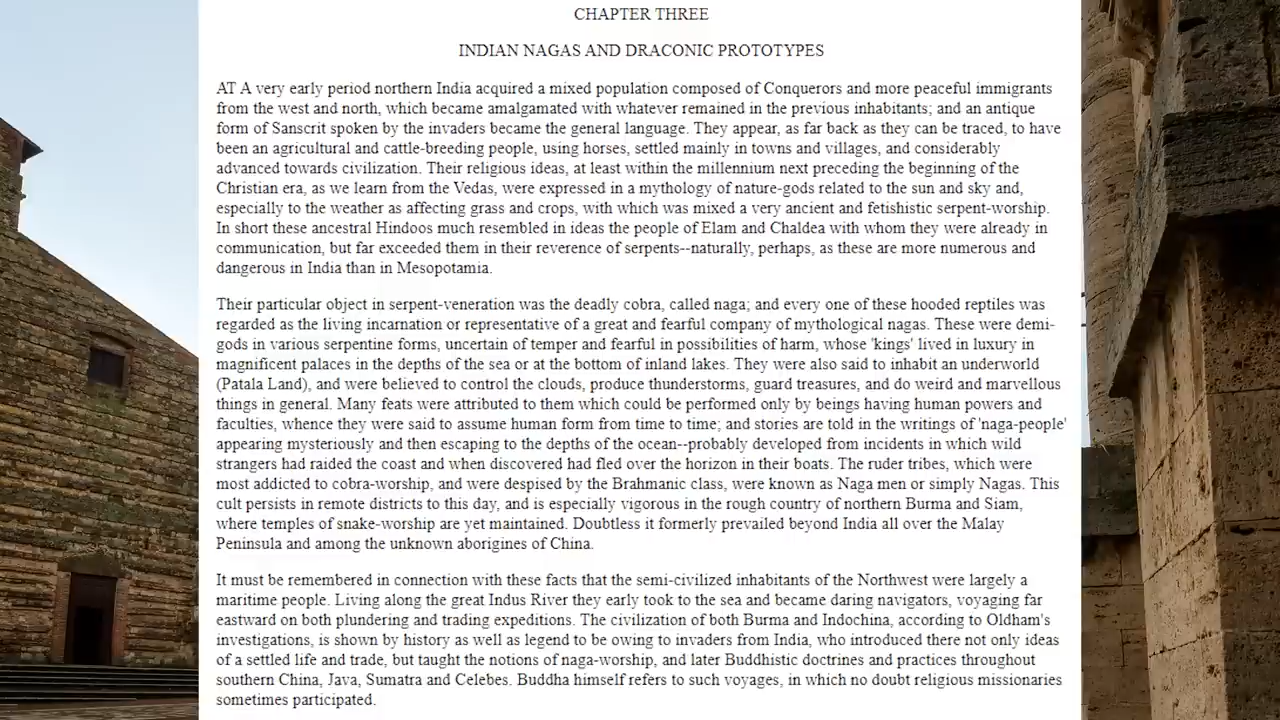 CHAPTER THREE
INDIAN NAGAS AND DRACONIC PROTOTYPES
AT A very early period northern India acquired a mixed population composed of Conquerors and more peaceful immigrants
from the west and north, which became amalgamated with whatever remained in the previous inhabitants; and an antique
form of Sanscrit spoken by the invaders became the general language. They appear, as far back as they can be traced, to have
been an agricultural and cattle-breeding people, using horses, settled mainly in towns and villages, and considerably
advanced towards civilization. Their religious ideas, at least within the millennium next preceding the beginning of the
Christian era, as we learn from the Vedas, were expressed in a mythology of nature-gods related to the sun and sky and,
especially to the weather as affecting grass and crops, with which was mixed a very ancient and fetishistic serpent-worship.
In short these ancestral Hindoos much resembled in ideas the people of Elam and Chaldea with whom they were already in
communication, but far exceeded them in their reverence of serpents--naturally, perhaps, as these are more numerous and
dangerous in India than in Mesopotamia.
Their particular object in serpent-veneration was the deadly cobra, called naga; and every one of these hooded reptiles was
regarded as the living incarnation or representative of a great and fearful company of mythological nagas. These were demi-
gods in various serpentine forms, uncertain of temper and fearful in possibilities of harm, whose 'kings' lived in luxury in
magnificent palaces in the depths of the sea or at the bottom of inland lakes. They were also said to inhabit an underworld
(Patala Land), and were believed to control the clouds, produce thunderstorms, guard treasures, and do weird and marvellous
things in general. Many feats were attributed to them which could be performed only by beings having human powers and
faculties, whence they were said to assume human form from time to time; and stories are told in the writings of 'naga-people'
appearing mysteriously and then escaping to the depths of the ocean--probably developed from incidents in which wild
strangers had raided the coast and when discovered had fled over the horizon in their boats. The ruder tribes, which were
most addicted to cobra-worship, and were despised by the Brahmanic class, were known as Naga men or simply Nagas. This
cult persists in remote districts to this day, and is especially vigorous in the rough country of northern Burma and Siam,
where temples of snake-worship are yet maintained. Doubtless it formerly prevailed beyond India all over the Malay
Peninsula and among the unknown aborigines of China.
It must be remembered in connection with these facts that the semi-civilized inhabitants of the Northwest were largely a
maritime people. Living along the great Indus River they early took to the sea and became daring navigators, voyaging far
eastward on both plundering and trading expeditions. The civilization of both Burma and Indochina, according to Oldham's
investigations, is shown by history as well as legend to be owing to invaders from India, who introduced there not only ideas
of a settled life and trade, but taught the notions of naga-worship, and later Buddhistic doctrines and practices throughout
southern China, Java, Sumatra and Celebes. Buddha himself refers to such voyages, in which no doubt religious missionaries
sometimes participated.